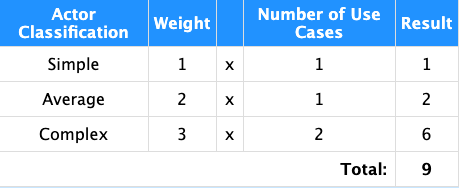 Actor Classification Weight Number of Use Cases Result
Simple 1 x 1 1
Average 2 x 1 2
Complex 3 x 2 6
Total: 9